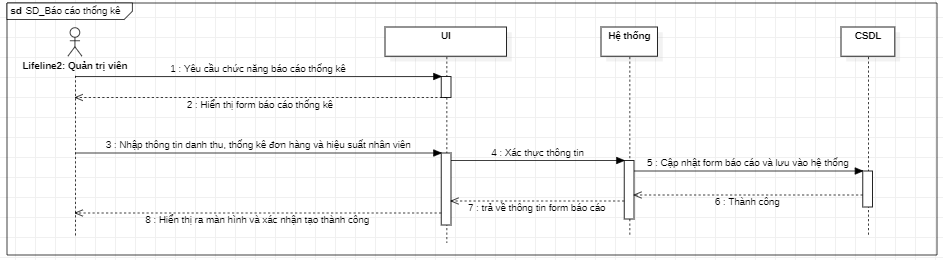 sd SD_Báo cáo thống kê
UI
Hệ thống
CSDL
Lifeline2: Quản trị viên
1 : Yêu cầu chức năng báo cáo thống kê
2 : Hiển thị form báo cáo thống kê
3 : Nhập thông tin danh thu, thống kê đơn hàng và hiệu suất nhân viên
4 : Xác thực thông tin
5 : Cập nhật form báo cáo và lưu vào hệ thống
6 : Thành công
7 : trả về thông tin form báo cáo
8 : Hiển thị ra màn hình và xác nhận tạo thành công